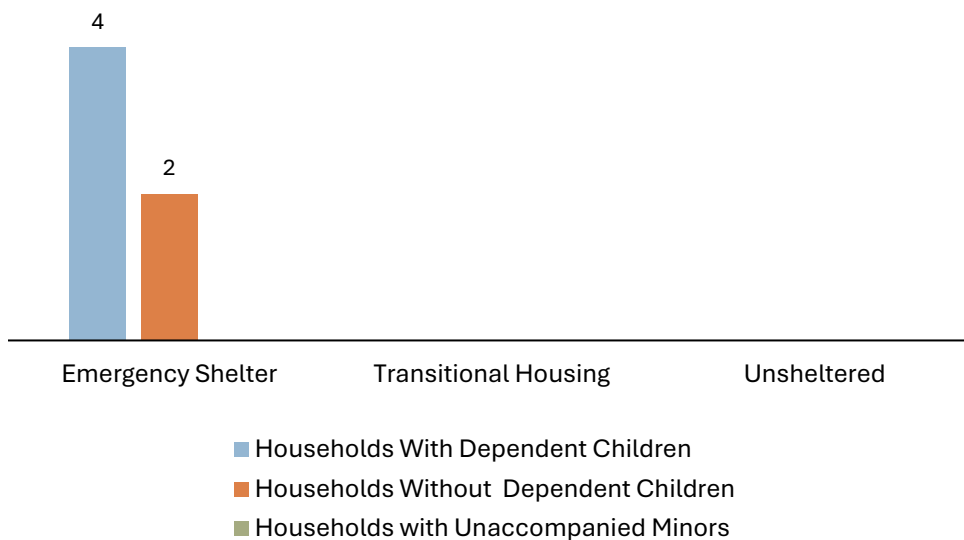 4
2
Emergency Shelter Transitional Housing Unsheltered
Households With Dependent Children
Households Without  Dependent Children
Households with Unaccompanied Minors